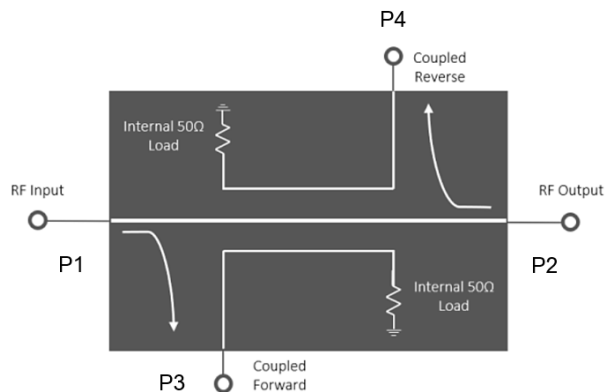 P4
Coupled
Reverse
Internal 50Ω
Load
RF Input
RF Output
P1
P2
Internal 50Ω
Load
P3
Coupled
Forward